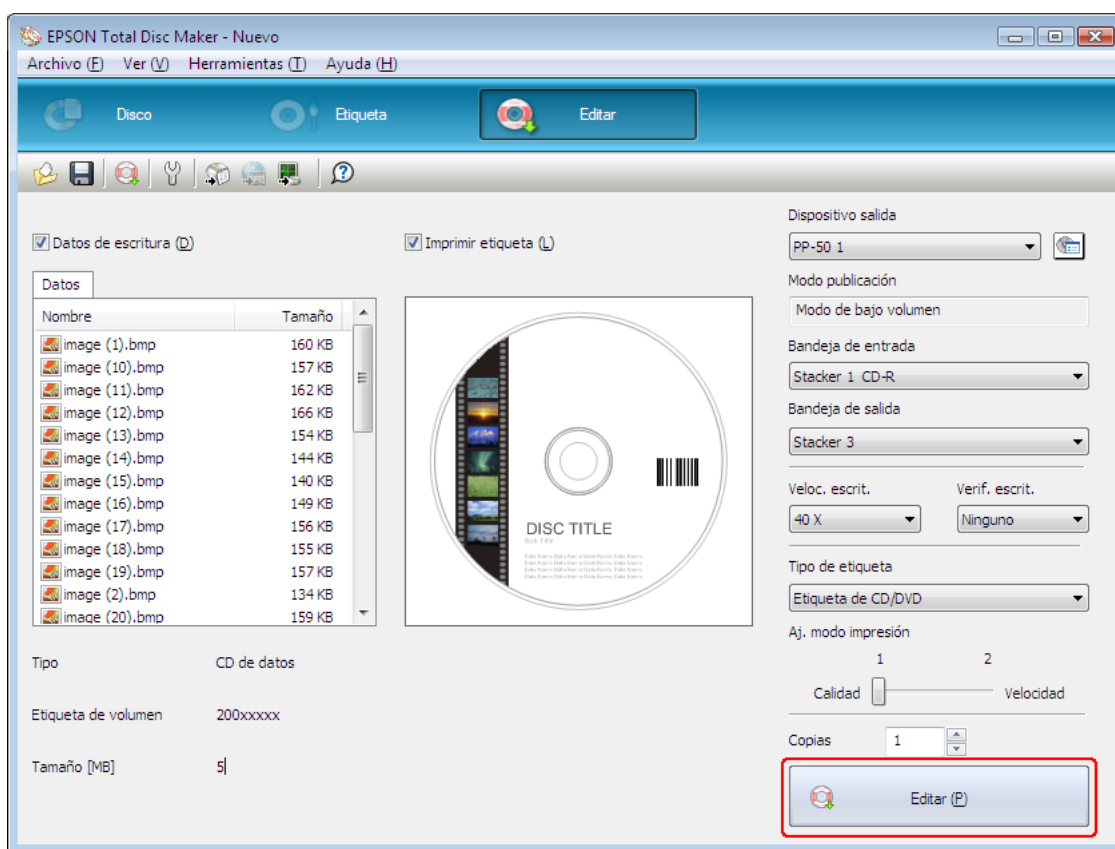 EPSON Total Disc Maker - Nuevo
Archivo (F) Ver (V) Herramientas (T) Ayuda (H)
Disco Etiqueta Editar
Datos de escritura (D)
Imprimir etiqueta (L)
Datos
Nombre Tamaño
image (1).bmp 160 KB
image (10).bmp 157 KB
image (11).bmp 162 KB
image (12).bmp 166 KB
image (13).bmp 154 KB
image (14).bmp 144 KB
image (15).bmp 140 KB
image (16).bmp 149 KB
image (17).bmp 156 KB
image (18).bmp 155 KB
image (19).bmp 157 KB
image (2).bmp 134 KB
image (20).bmp 159 KB
DISC TITLE
Sub Title
Tipo CD de datos
Etiqueta de volumen 200xxxxx
Tamaño [MB] 5
Dispositivo salida
PP-50 1
Modo publicación
Modo de bajo volumen
Bandeja de entrada
Stacker 1 CD-R
Bandeja de salida
Stacker 3
Veloc. escrit. Verif. escrit.
40 X Ninguno
Tipo de etiqueta
Etiqueta de CD/DVD
Aj. modo impresión
1 2
Calidad Velocidad
Copias 1
Editar (P)